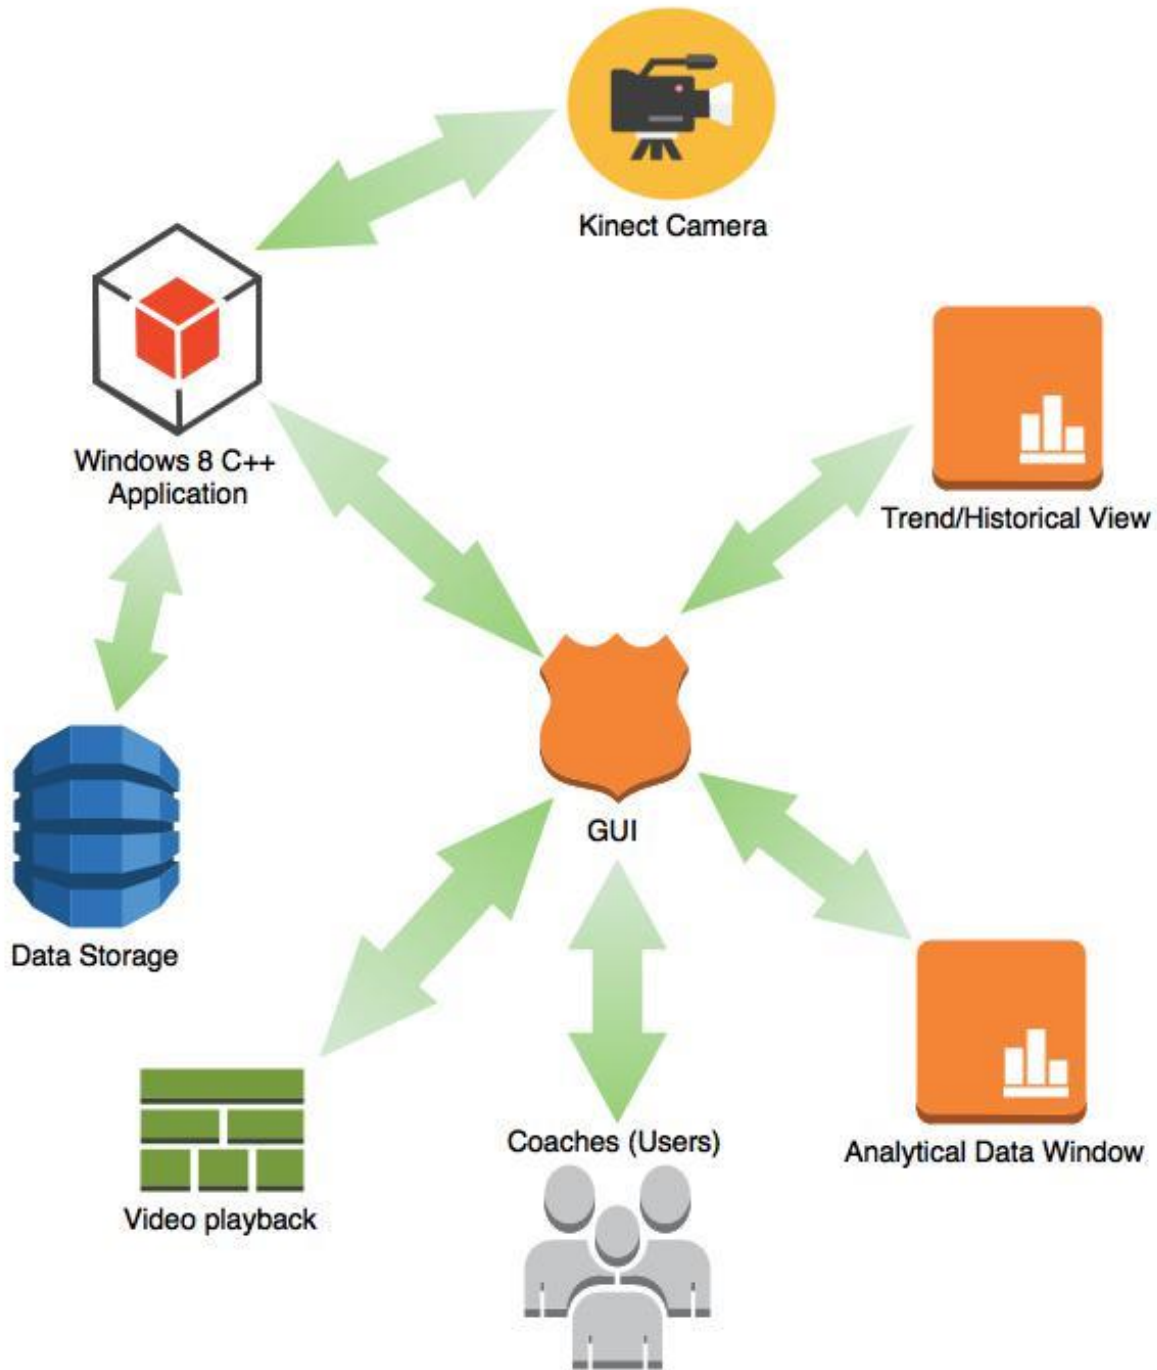 Kinect Camera
Windows 8 C++
Application
Trend/Historical View
GUI
Data Storage
Coaches (Users)
Analytical Data Window
Video playback